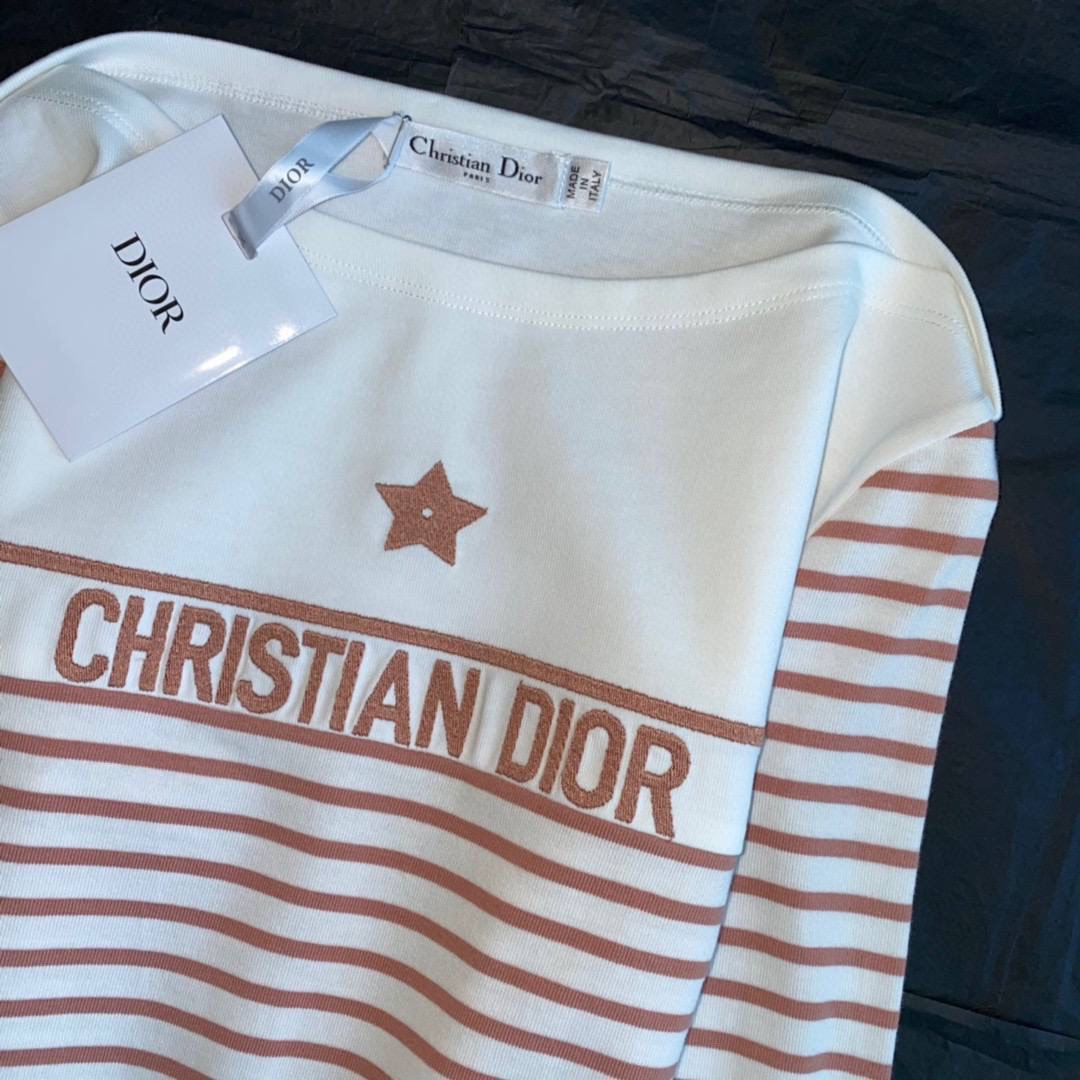 Christian Dior
PARIS
MADE
IN
ITALY
DIOR
DIOR
CHRISTIAN DIOR